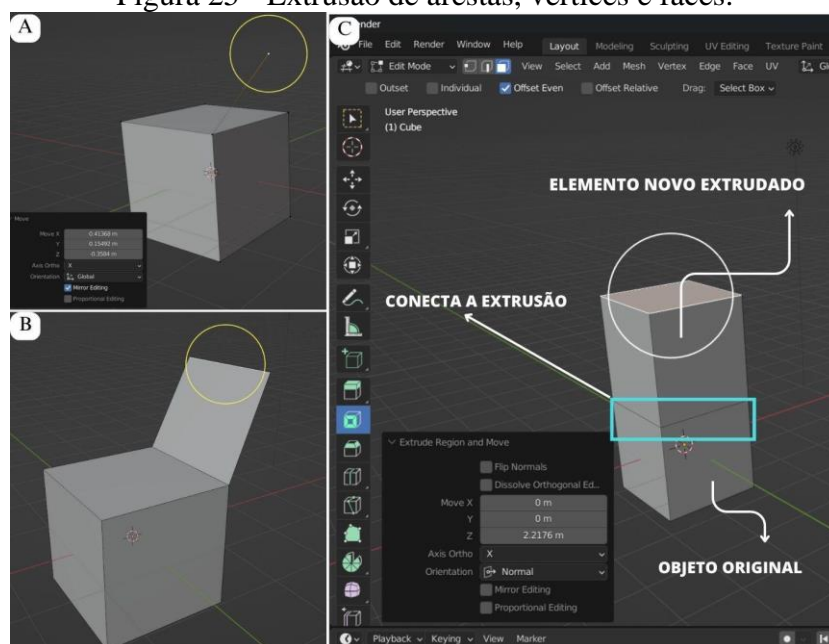 Figura 23 - Extrusão de arestas, vértices e faces.
A
Move
Move X 0.41368 m
Y 0.15492 m
Z -0.3584 m
Axis Ortho X
Orientation Global
Mirror Editing
Proportional Editing
B
C
File Edit Render Window Help Layout Modeling Sculpting UV Editing Texture Paint
Edit Mode View Select Add Mesh Vertex Edge Face UV
Outset Individual Offset Even Offset Relative Drag: Select Box
User Perspective
(1) Cube
ELEMENTO NOVO EXTRUDADO
CONECTA A EXTRUSÃO
Extrude Region and Move
Flip Normals
Dissolve Orthogonal Ed...
Move X 0 m
Y 0 m
Z 2.2176 m
Axis Ortho X
Orientation Normal
Mirror Editing
Proportional Editing
OBJETO ORIGINAL
Playback Keying View Marker